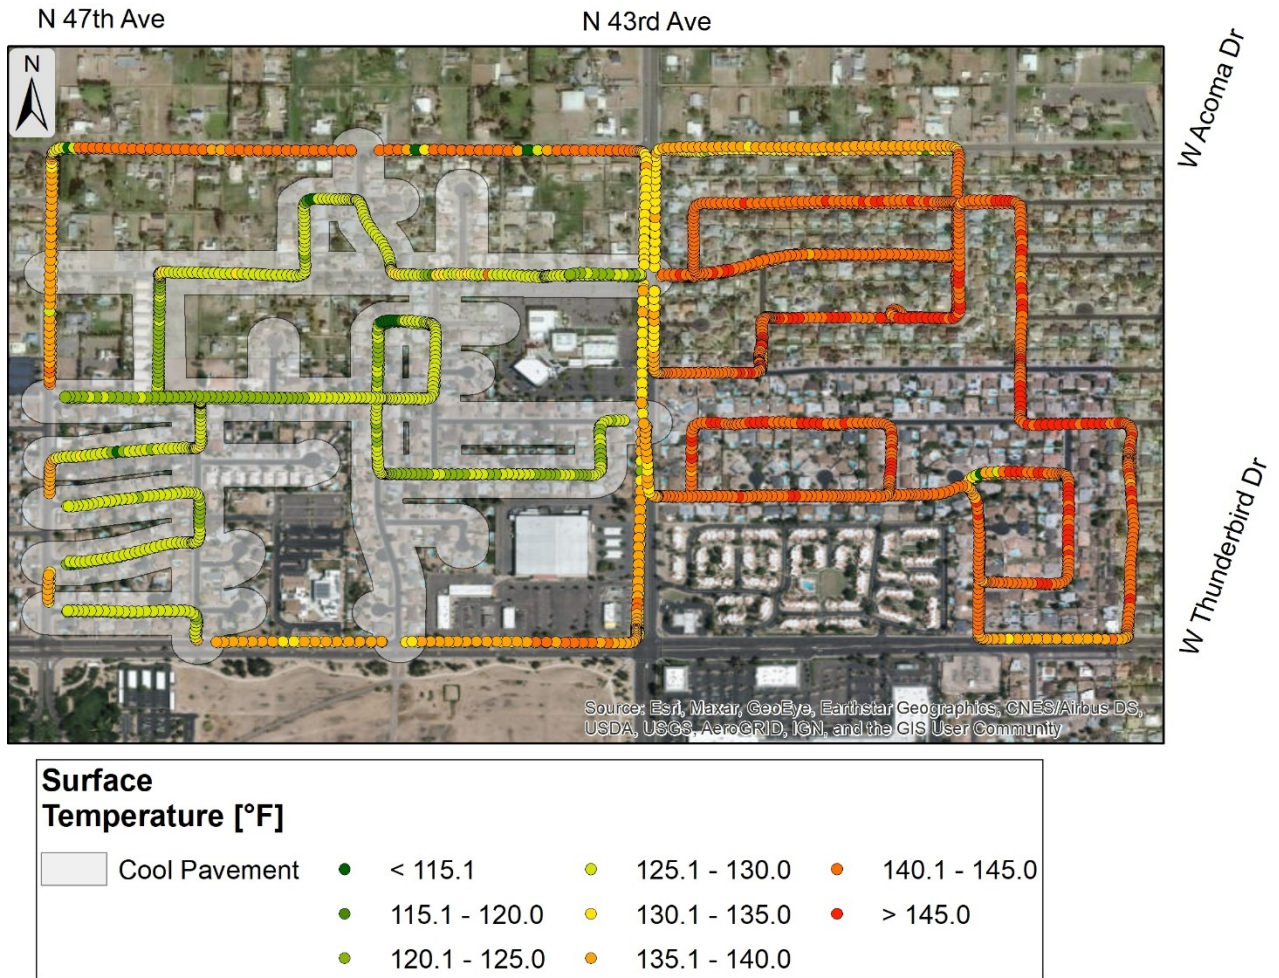 N 47th Ave
N 43rd Ave
W Acoma Dr
N
W Thunderbird Dr
Source: Esri, Maxar, GeoEye, Earthstar Geographics, CNES/Airbus DS,
USDA, USGS, AeroGRID, IGN, and the GIS User Community
Surface
Temperature [°F]
Cool Pavement
< 115.1
115.1 - 120.0
120.1 - 125.0
125.1 - 130.0
130.1 - 135.0
135.1 - 140.0
140.1 - 145.0
> 145.0